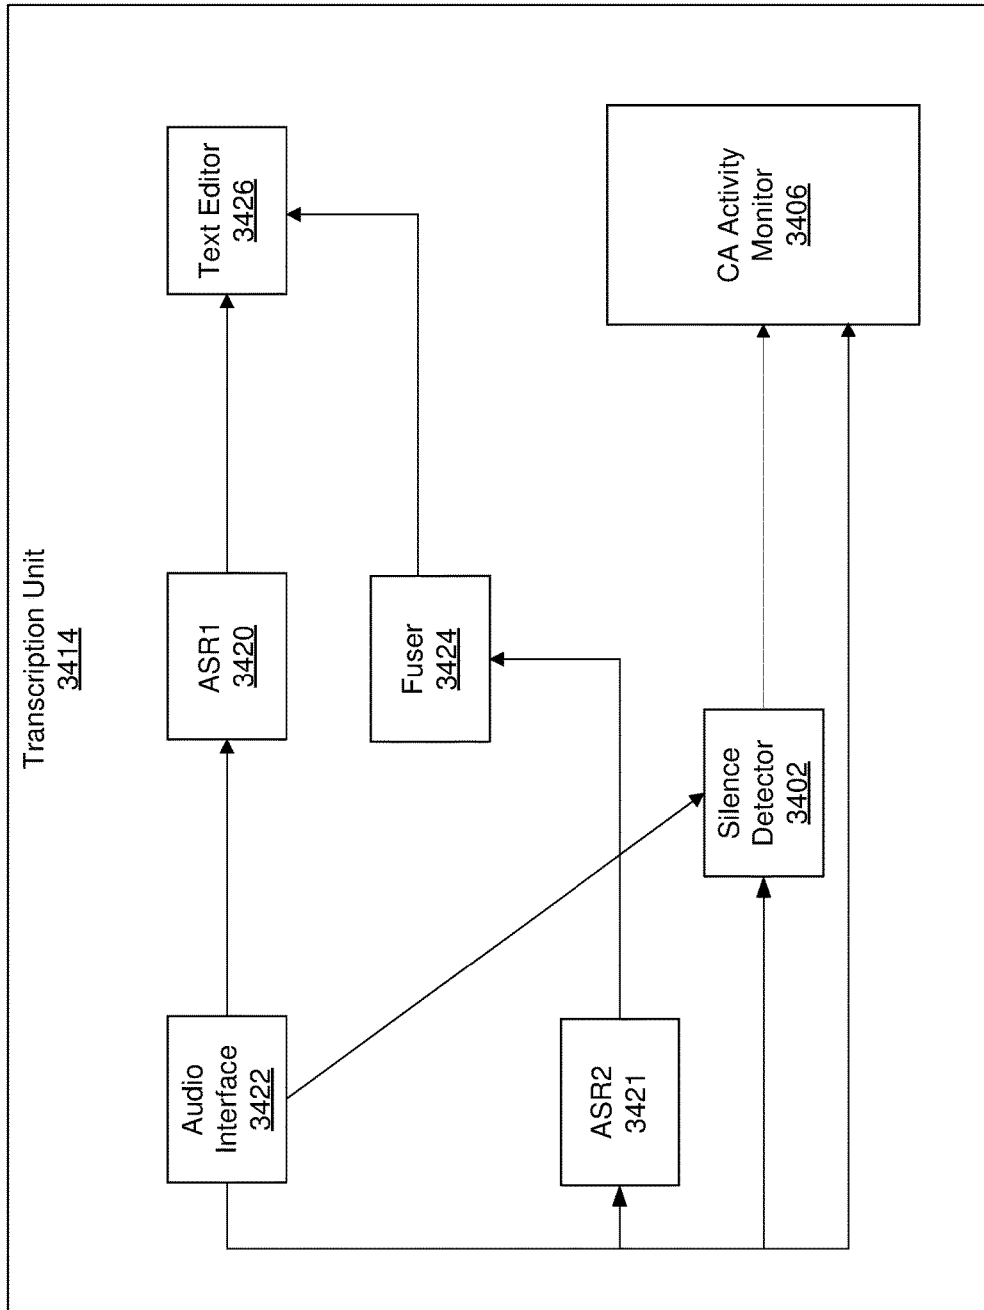 Transcription Unit
3414
Audio
Interface
3422
ASR1
3420
Text Editor
3426
Fuser
3424
ASR2
3421
Silence
Detector
3402
CA Activity
Monitor
3406